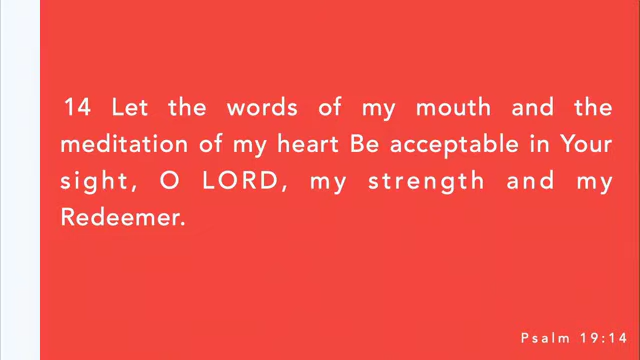 14 Let the words of my mouth and the
meditation of my heart Be acceptable in Your
sight, O LORD, my strength and my
Redeemer.
Psalm 19:14